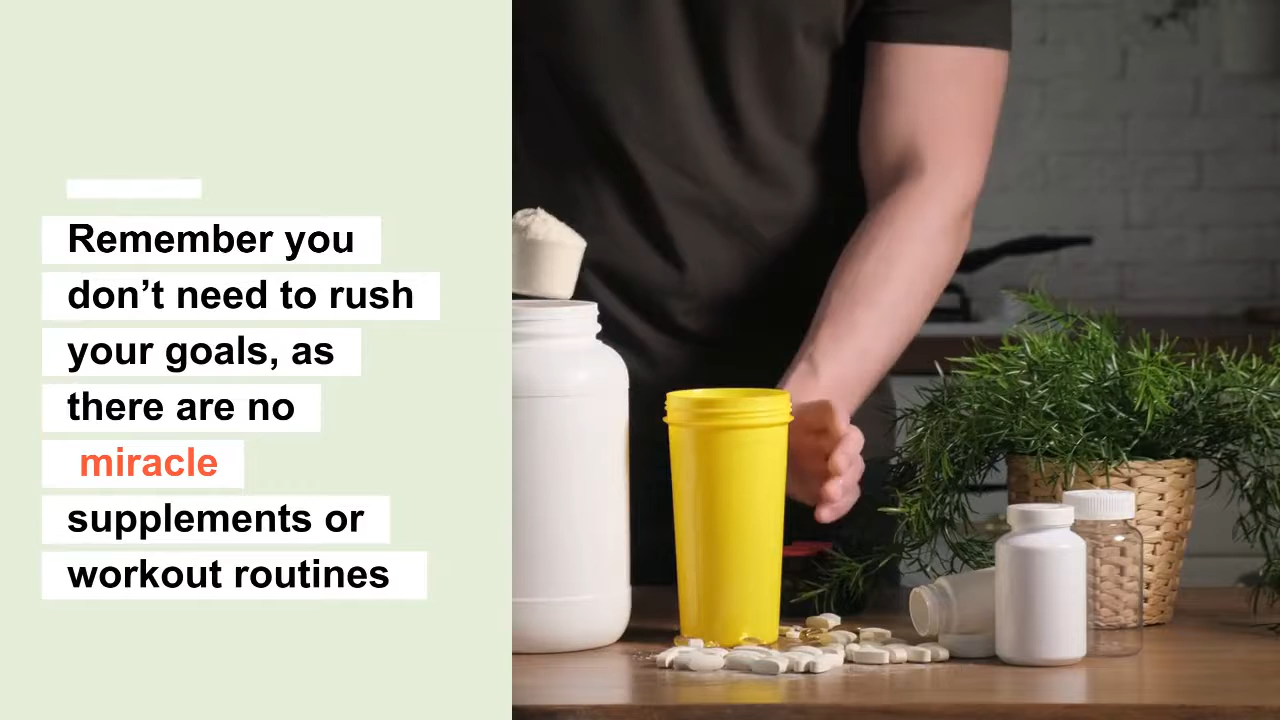 Remember you
don’t need to rush
your goals, as
there are no
miracle
supplements or
workout routines